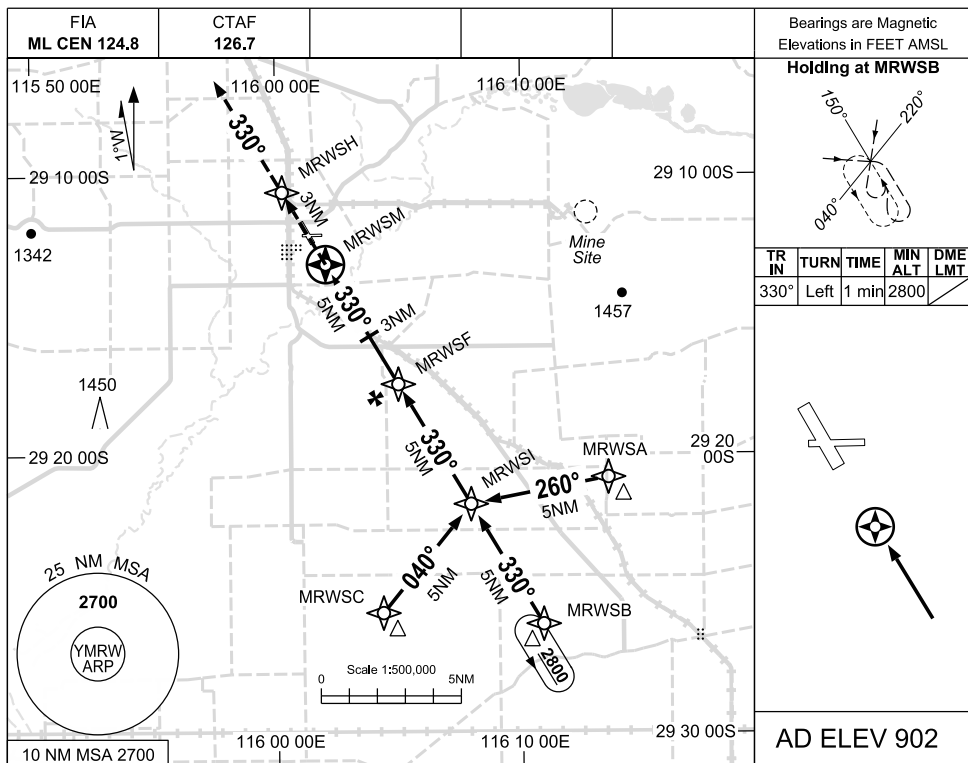 FIA
ML CEN 124.8
CTAF
126.7
Bearings are Magnetic
Elevations in FEET AMSL
115 50 00E
116 00 00E
116 10 00E
Holding at MRWSB
150°
220°
040°
1°W
330°
MRWSH
29 10 00S
29 10 00S
3NM
MRWSM
Mine
Site
1342
TR
IN
TURN
TIME
MIN
ALT
DME
LMT
330°
Left
1 min
2800
330°
5NM
3NM
1457
MRWSF
1450
330°
5NM
29 20 00S
29 20
00S
MRWSI
MRWSA
260°
5NM
25 NM MSA
2700
YMRW
ARP
040°
5NM
330°
5NM
MRWSC
MRWSB
2800
Scale 1:500,000
0
5NM
29 30 00S
10 NM MSA 2700
116 00 00E
116 10 00E
AD ELEV 902